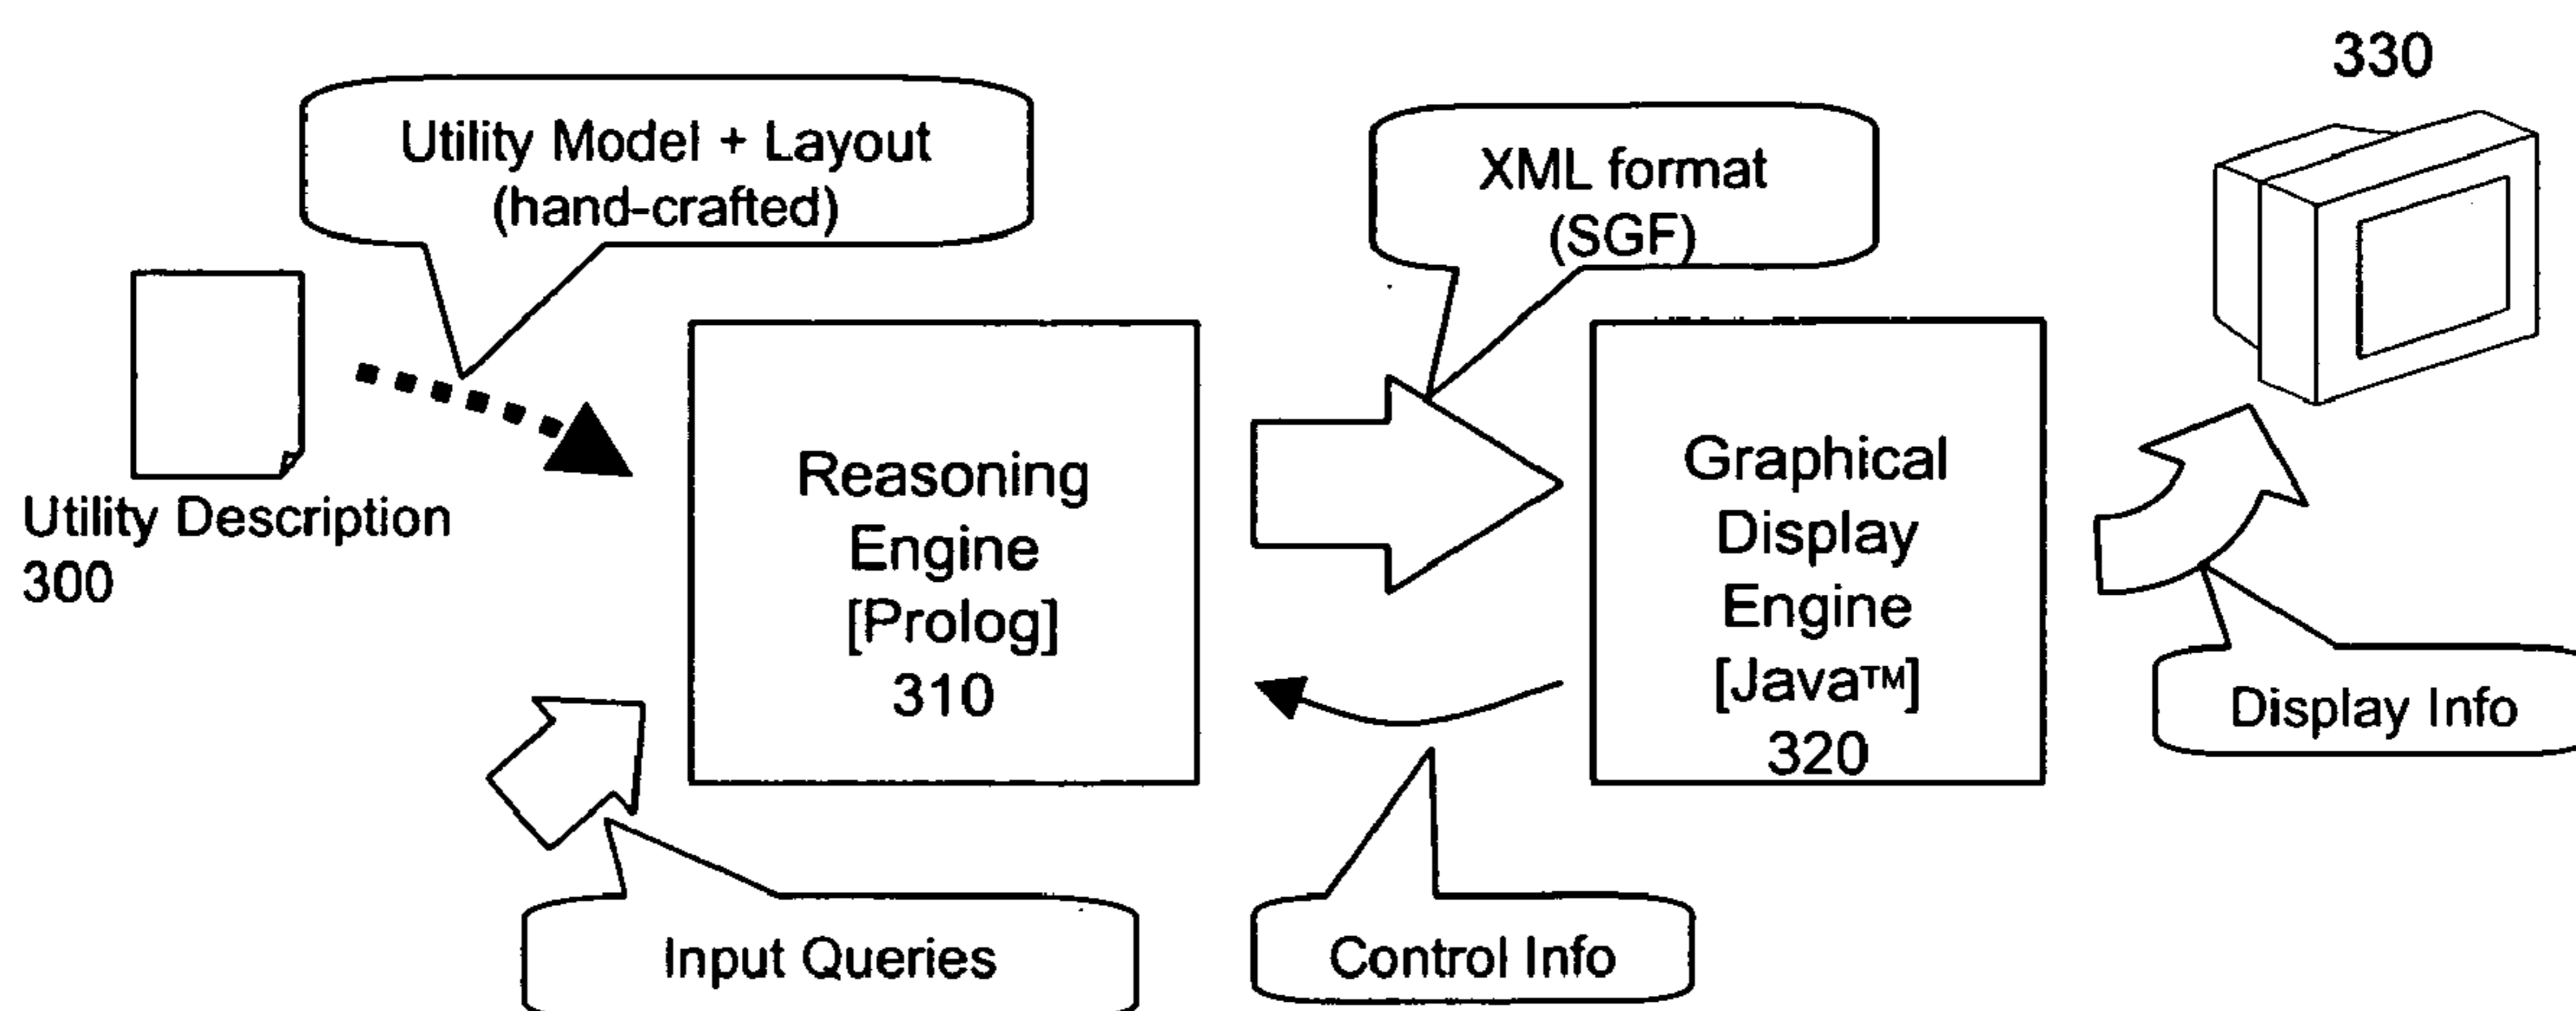 330
Utility Model + Layout
(hand-crafted)
XML format
(SGF)
Utility Description
300
Reasoning
Engine
[Prolog]
310
Graphical
Display
Engine
[Java™]
320
Display Info
Input Queries
Control Info